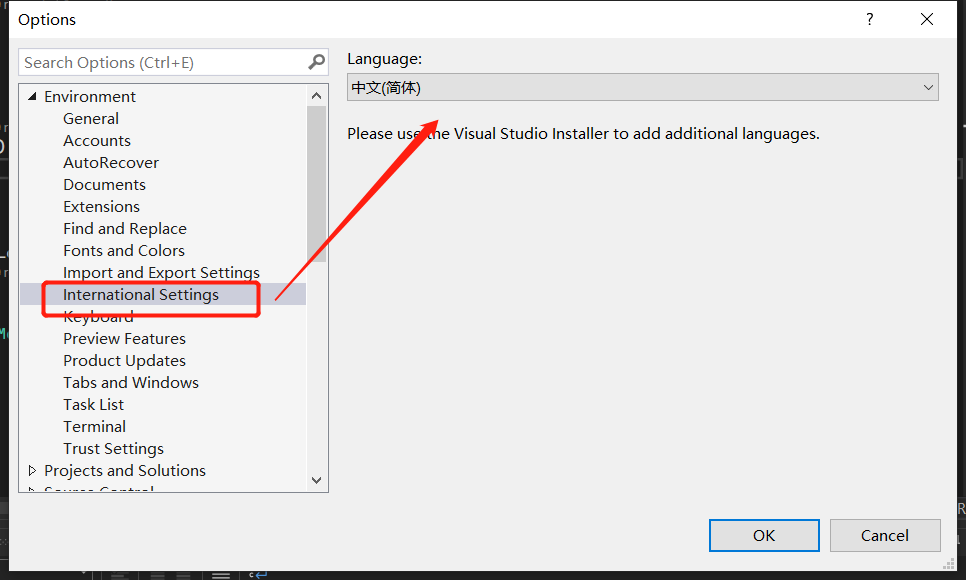 Options
?
Search Options (Ctrl+E)
Environment
General
Accounts
AutoRecover
Documents
Extensions
Find and Replace
Fonts and Colors
Import and Export Settings
International Settings
Keyboard
Preview Features
Product Updates
Tabs and Windows
Task List
Terminal
Trust Settings
Projects and Solutions
Source Control
Language:
中文(简体)
Please use the Visual Studio Installer to add additional languages.
OK
Cancel